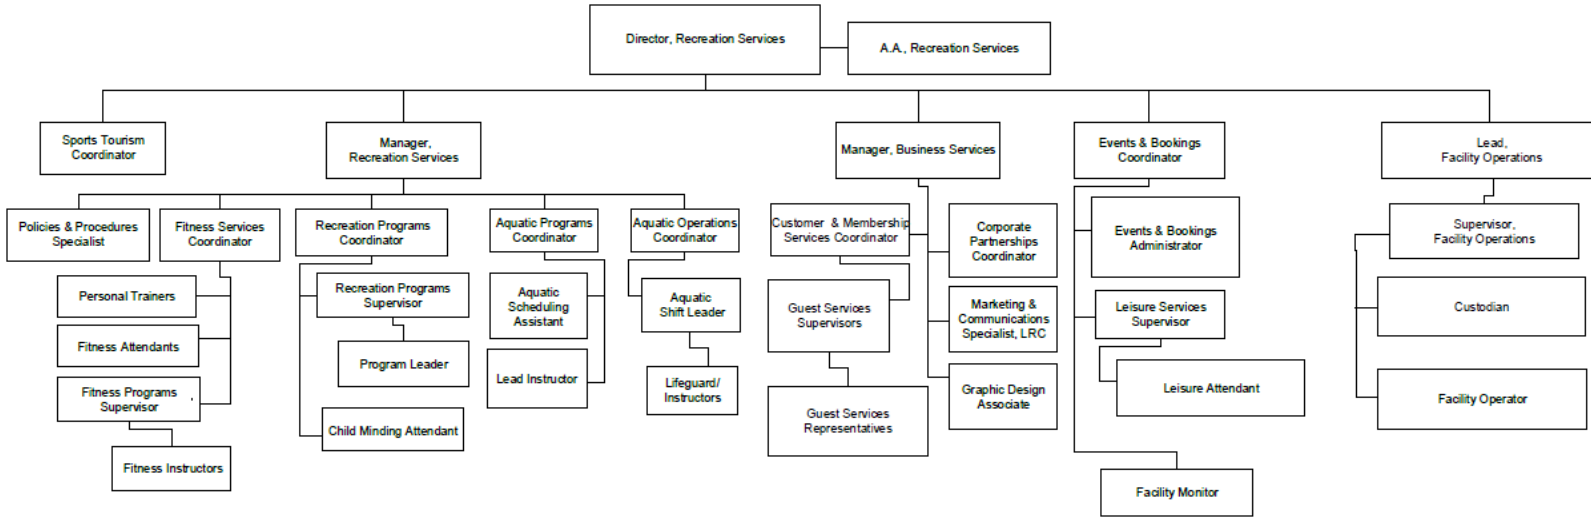 Director, Recreation Services
A.A., Recreation Services
Sports Tourism
Coordinator
Manager,
Recreation Services
Manager, Business Services
Events & Bookings
Coordinator
Lead,
Facility Operations
Policies & Procedures
Specialist
Fitness Services
Coordinator
Recreation Programs
Coordinator
Aquatic Programs
Coordinator
Aquatic Operations
Coordinator
Customer & Membership
Services Coordinator
Corporate
Partnerships
Coordinator
Events & Bookings
Administrator
Supervisor,
Facility Operations
Personal Trainers
Recreation Programs
Supervisor
Aquatic
Scheduling
Assistant
Aquatic
Shift Leader
Guest Services
Supervisors
Marketing &
Communications
Specialist, LRC
Leisure Services
Supervisor
Custodian
Fitness Attendants
Program Leader
Lead Instructor
Lifeguard/
Instructors
Graphic Design
Associate
Leisure Attendant
Facility Operator
Fitness Programs
Supervisor
Child Minding Attendant
Guest Services
Representatives
Fitness Instructors
Facility Monitor